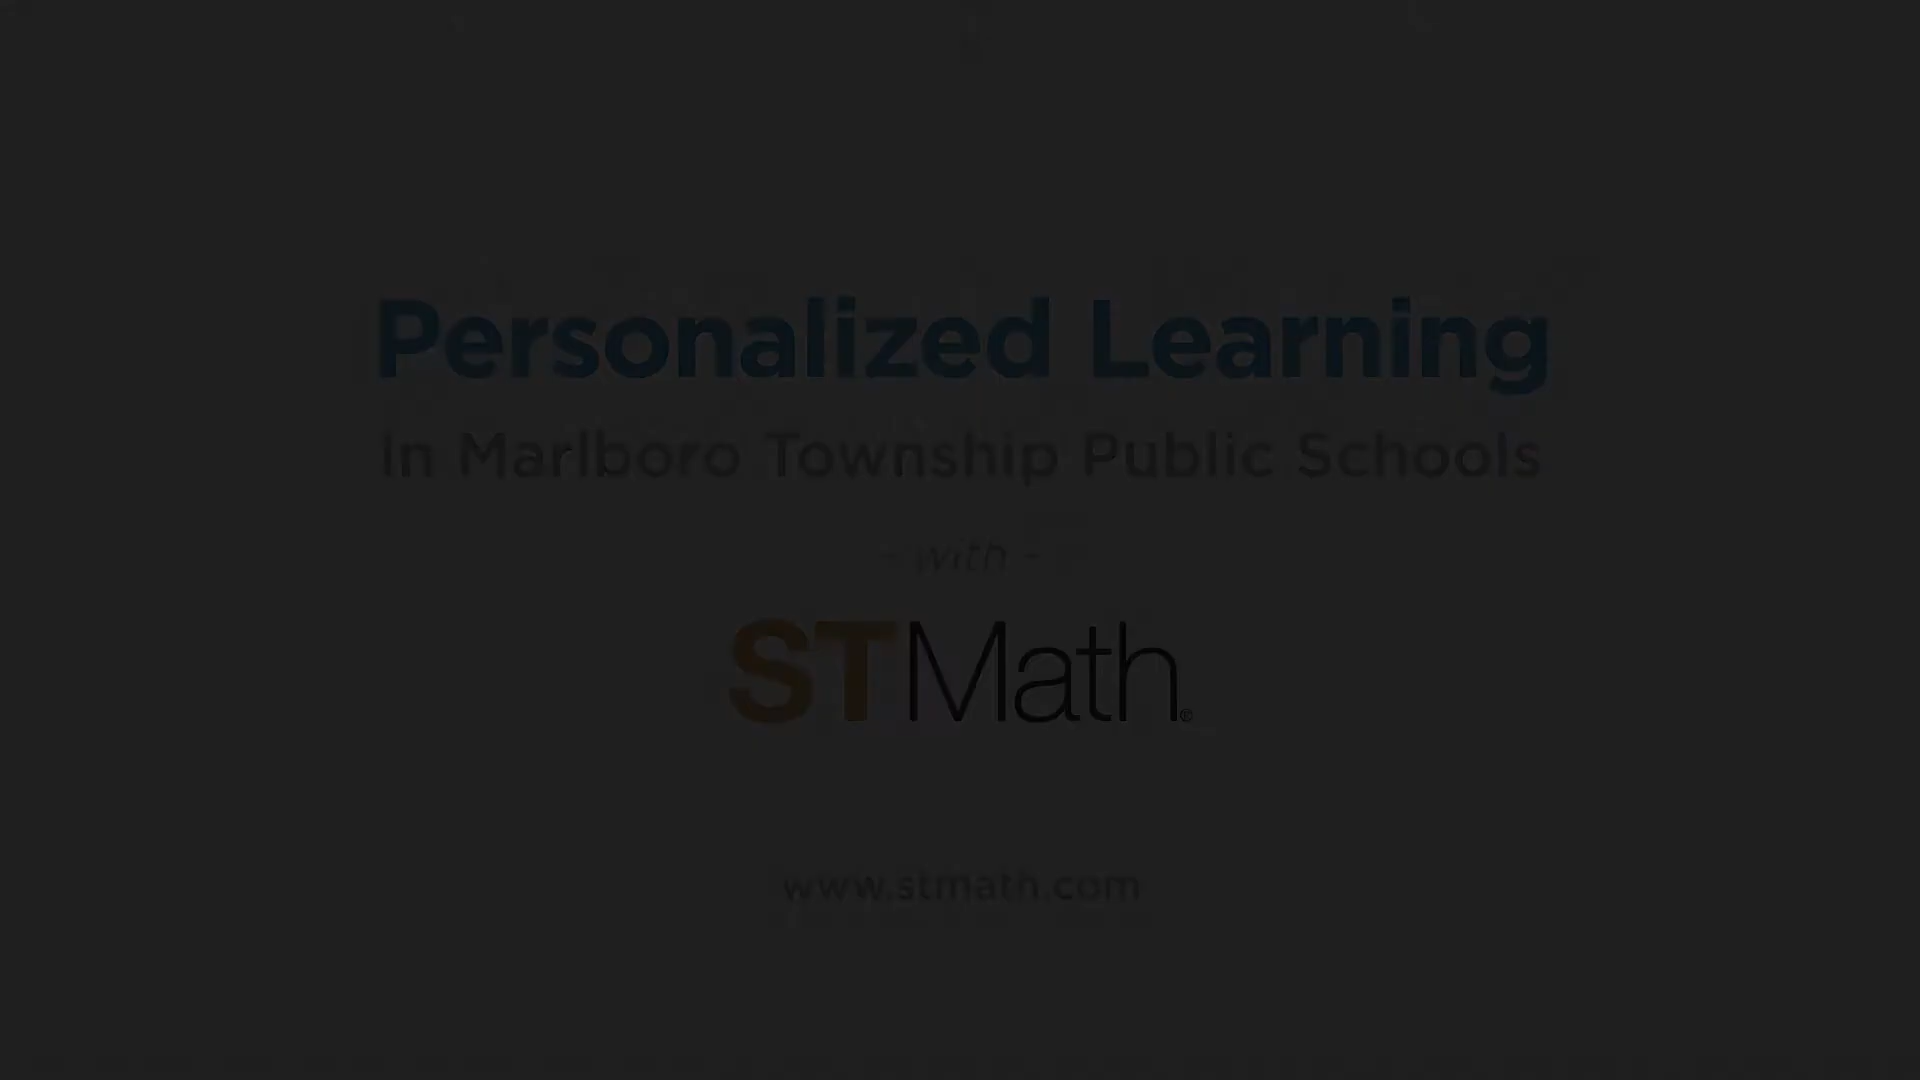 Personalized Learning
in Marlboro Township Public Schools
- with -
STMath®
www.stmath.com